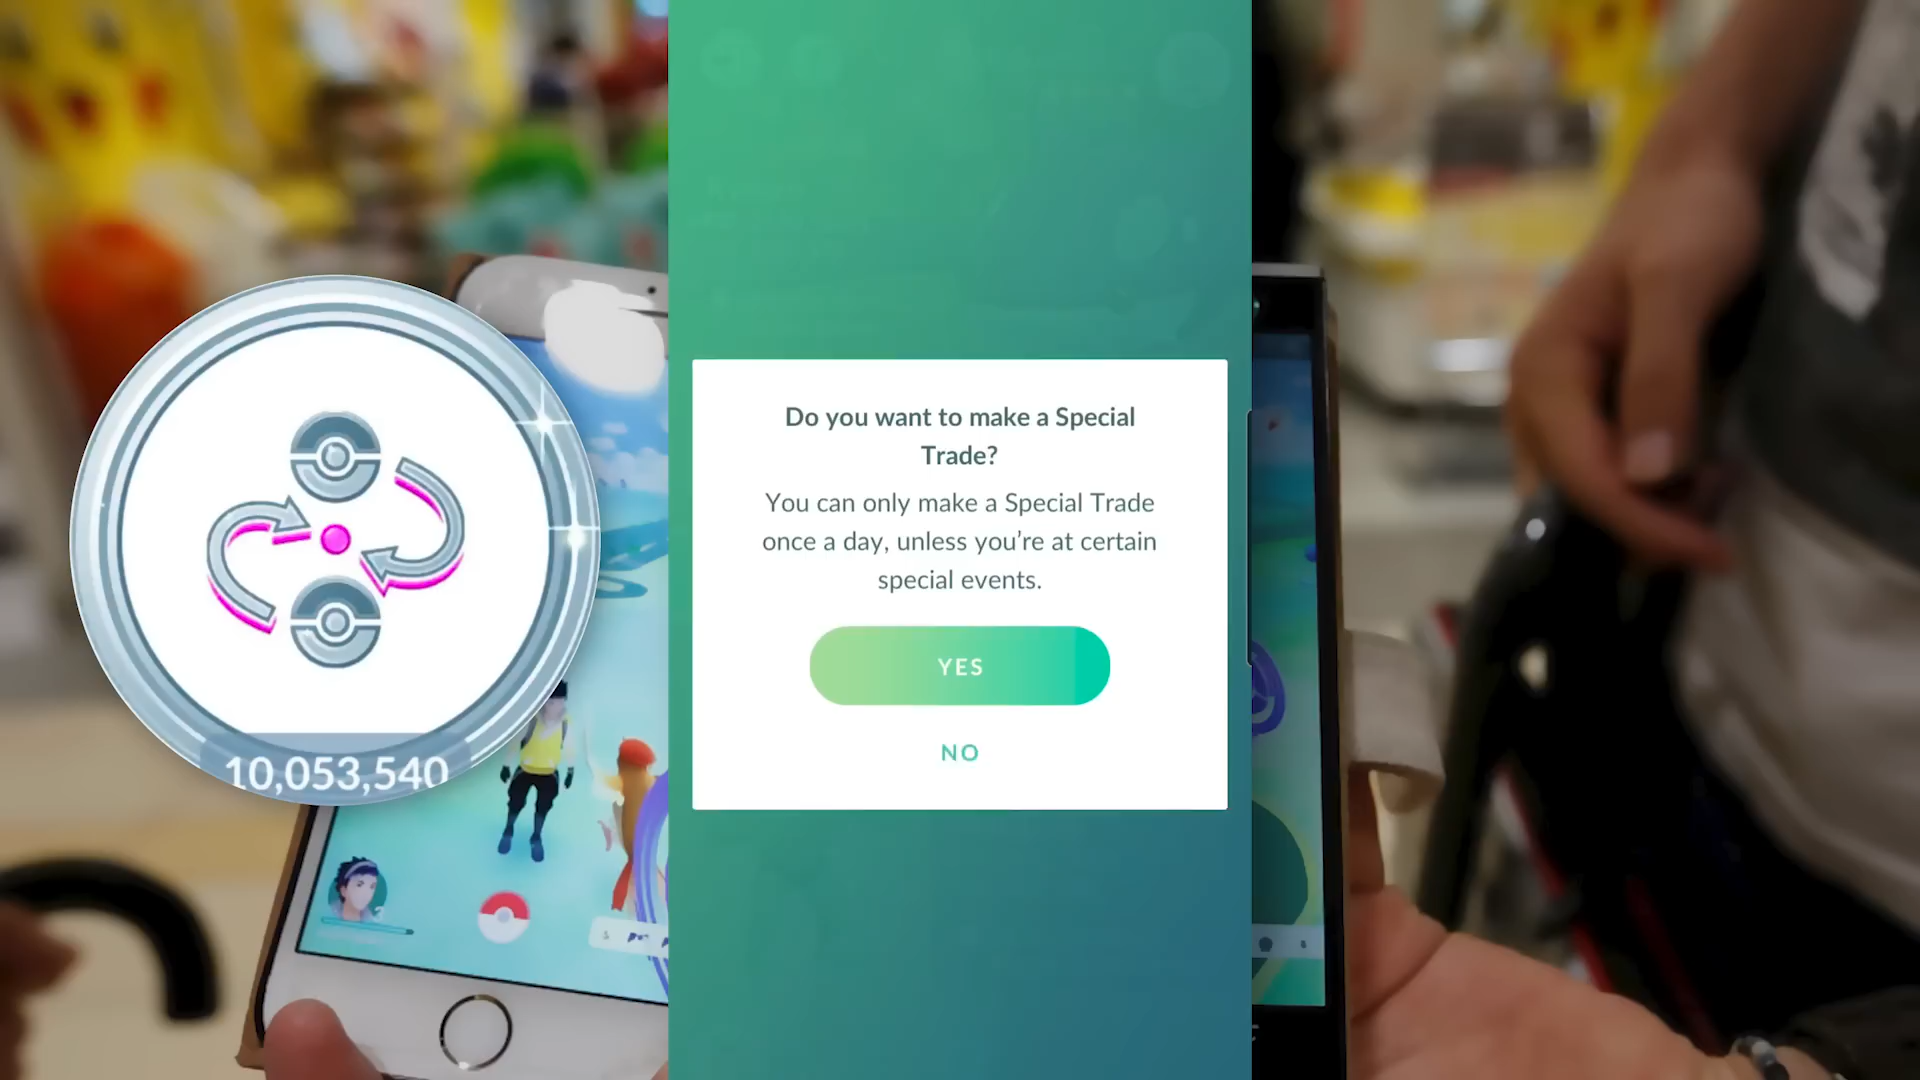 10,053,540
Do you want to make a Special
Trade?
You can only make a Special Trade
once a day, unless you’re at certain
special events.
YES
NO